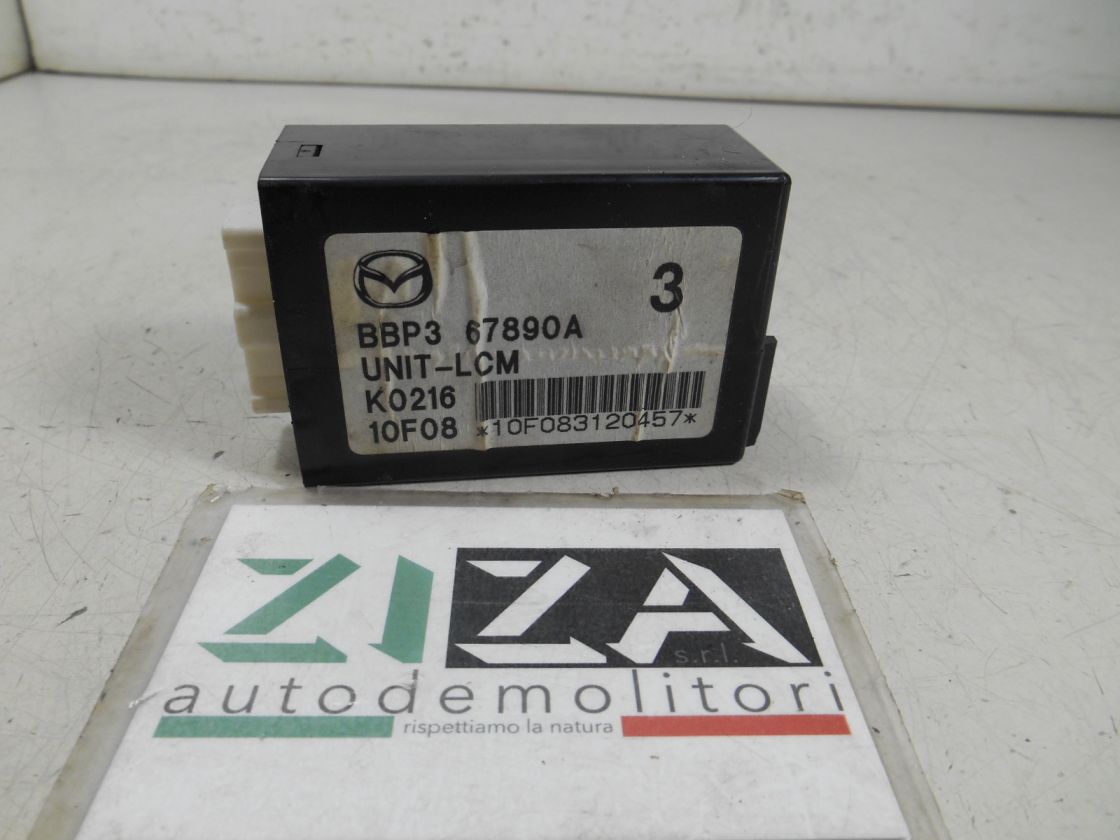 3
BBP3 67890A
UNIT-LCM
K0216
10F08 *10F083120457*
ZIZA
s.r.l.
autodemolitori
rispettiamo la natura